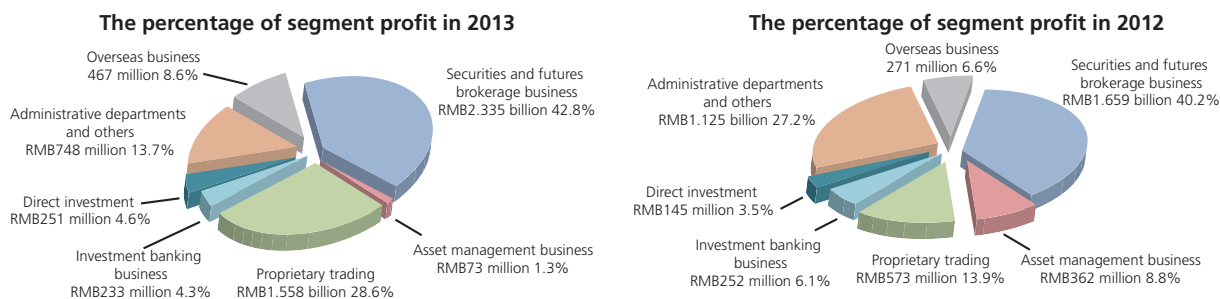 The percentage of segment profit in 2013
Overseas business
467 million 8.6%
Securities and futures
brokerage business
RMB2.335 billion 42.8%
Administrative departments
and others
RMB748 million 13.7%
Direct investment
RMB251 million 4.6%
Investment banking
business
RMB233 million 4.3%
Proprietary trading
RMB1.558 billion 28.6%
Asset management business
RMB73 million 1.3%
The percentage of segment profit in 2012
Overseas business
271 million 6.6%
Securities and futures
brokerage business
RMB1.659 billion 40.2%
Administrative departments
and others
RMB1.125 billion 27.2%
Direct investment
RMB145 million 3.5%
Investment banking
business
RMB252 million 6.1%
Proprietary trading
RMB573 million 13.9%
Asset management business
RMB362 million 8.8%